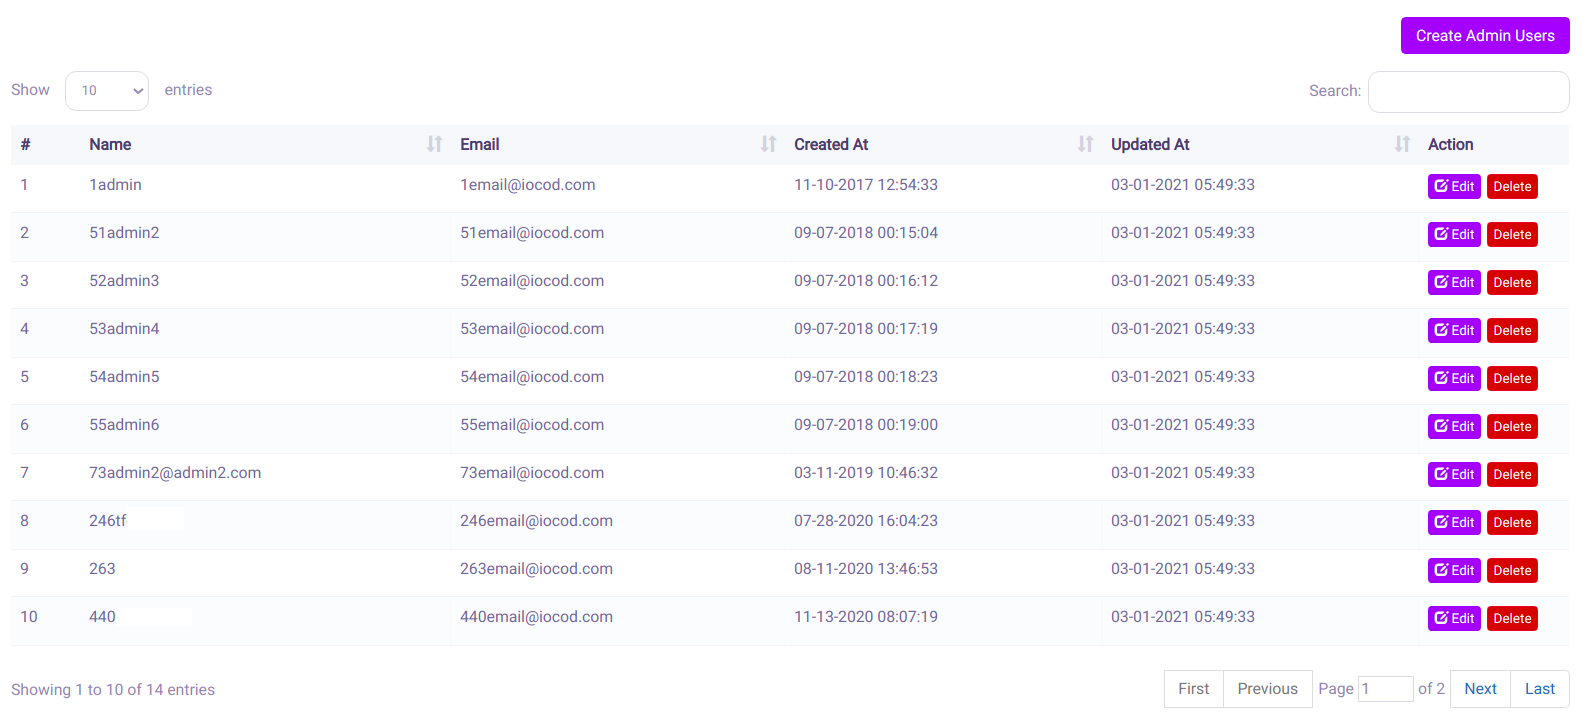 Create Admin Users
Show 10 entries Search:
# Name Email Created At Updated At Action
1 1admin 1email@iocod.com 11-10-2017 12:54:33 03-01-2021 05:49:33 Edit Delete
2 51admin2 51email@iocod.com 09-07-2018 00:15:04 03-01-2021 05:49:33 Edit Delete
3 52admin3 52email@iocod.com 09-07-2018 00:16:12 03-01-2021 05:49:33 Edit Delete
4 53admin4 53email@iocod.com 09-07-2018 00:17:19 03-01-2021 05:49:33 Edit Delete
5 54admin5 54email@iocod.com 09-07-2018 00:18:23 03-01-2021 05:49:33 Edit Delete
6 55admin6 55email@iocod.com 09-07-2018 00:19:00 03-01-2021 05:49:33 Edit Delete
7 73admin2@admin2.com 73email@iocod.com 03-11-2019 10:46:32 03-01-2021 05:49:33 Edit Delete
8 246tf 246email@iocod.com 07-28-2020 16:04:23 03-01-2021 05:49:33 Edit Delete
9 263 263email@iocod.com 08-11-2020 13:46:53 03-01-2021 05:49:33 Edit Delete
10 440 440email@iocod.com 11-13-2020 08:07:19 03-01-2021 05:49:33 Edit Delete
Showing 1 to 10 of 14 entries First Previous Page 1 of 2 Next Last